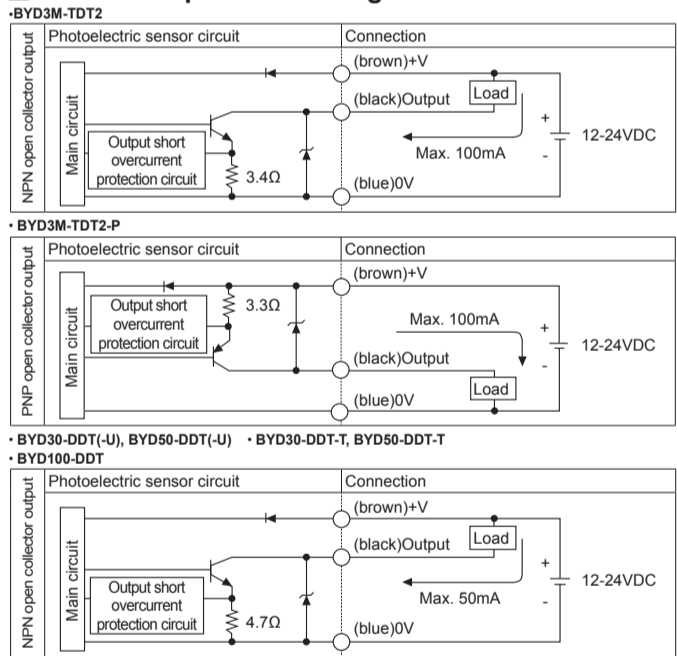 •BYD3M-TDT2
NPN open collector output
Photoelectric sensor circuit
Connection
Main circuit
Output short
overcurrent
protection circuit
3.4Ω
(brown)+V
(black)Output
Load
Max. 100mA
(blue)0V
+
-
12-24VDC
• BYD3M-TDT2-P
PNP open collector output
Photoelectric sensor circuit
Connection
Main circuit
Output short
overcurrent
protection circuit
3.3Ω
(brown)+V
Max. 100mA
(black)Output
Load
(blue)0V
+
-
12-24VDC
• BYD30-DDT(-U), BYD50-DDT(-U) • BYD30-DDT-T, BYD50-DDT-T
• BYD100-DDT
NPN open collector output
Photoelectric sensor circuit
Connection
Main circuit
Output short
overcurrent
protection circuit
4.7Ω
(brown)+V
(black)Output
Load
Max. 50mA
(blue)0V
+
-
12-24VDC